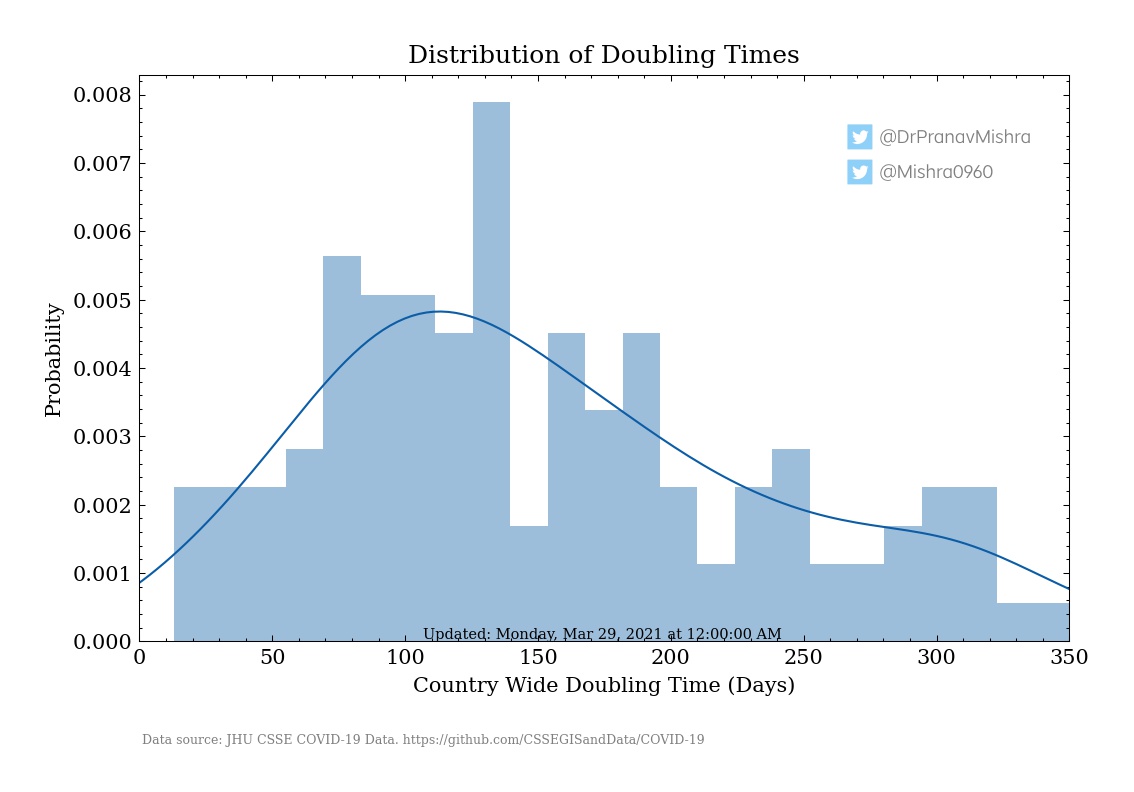 Distribution of Doubling Times
0.008
0.007
0.006
0.005
0.004
0.003
0.002
0.001
0.000
Probability
@DrPranavMishra
@Mishra0960
Updated: Monday, Mar 29, 2021 at 12:00:00 AM
0 50 100 150 200 250 300 350
Country Wide Doubling Time (Days)
Data source: JHU CSSE COVID-19 Data. https://github.com/CSSEGISandData/COVID-19